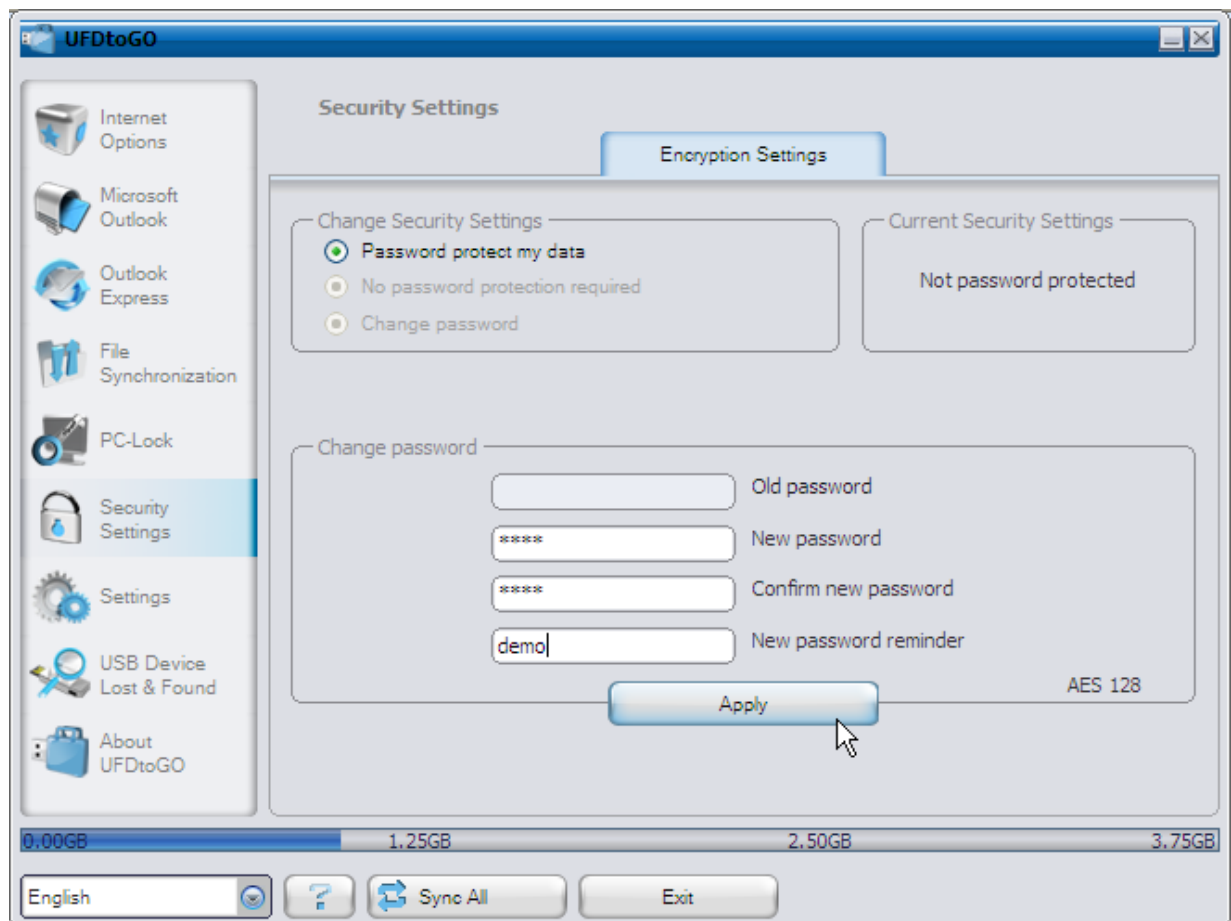 UFDtoGO
Internet
Options
Microsoft
Outlook
Outlook
Express
File
Synchronization
PC-Lock
Security
Settings
Settings
USB Device
Lost & Found
About
UFDtoGO
Security Settings
Encryption Settings
Change Security Settings
Password protect my data
No password protection required
Change password
Current Security Settings
Not password protected
Change password
Old password
**** New password
**** Confirm new password
demo New password reminder
AES 128
Apply
0.00GB 1.25GB 2.50GB 3.75GB
English ? Sync All Exit